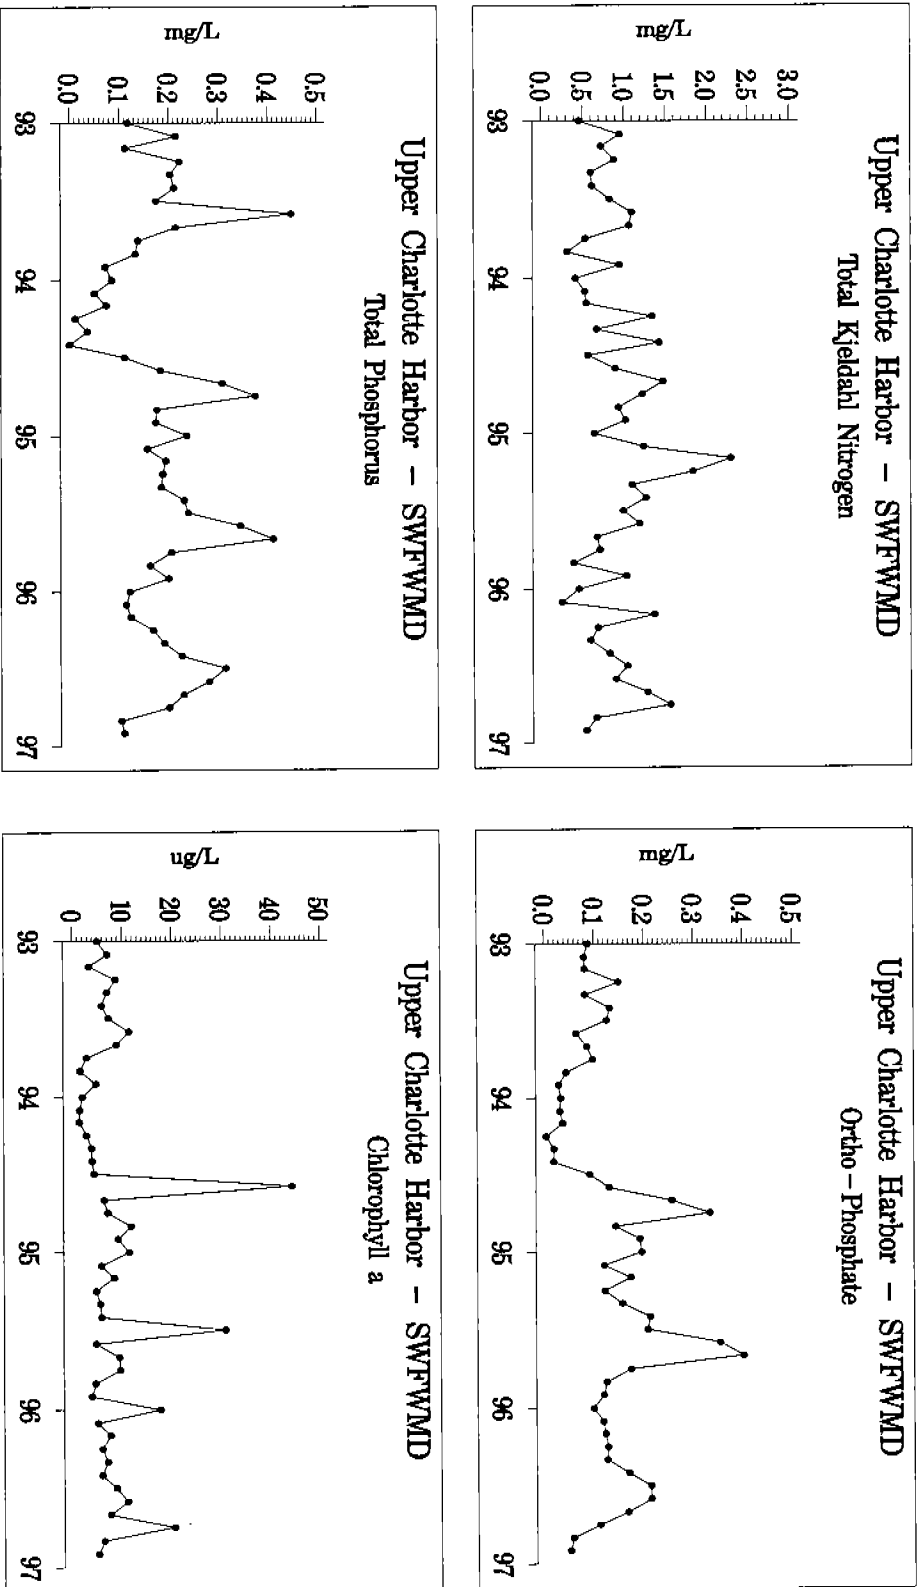 Upper Charlotte Harbor - SWFWMD
Total Kjeldahl Nitrogen
mg/L
3.0
2.5
2.0
1.5
1.0
0.5
0.0
93 94 95 96 97
Upper Charlotte Harbor - SWFWMD
Ortho-Phosphate
mg/L
0.5
0.4
0.3
0.2
0.1
0.0
93 94 95 96 97
Upper Charlotte Harbor - SWFWMD
Total Phosphorus
mg/L
0.5
0.4
0.3
0.2
0.1
0.0
93 94 95 96 97
Upper Charlotte Harbor - SWFWMD
Chlorophyll a
ug/L
50
40
30
20
10
0
93 94 95 96 97